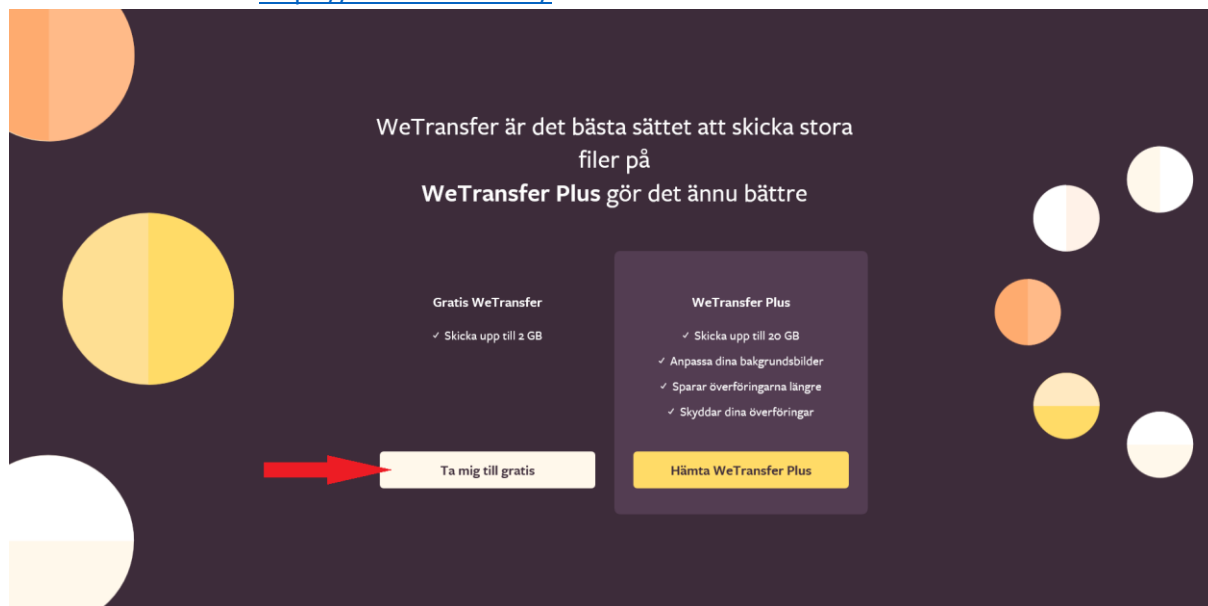 WeTransfer är det bästa sättet att skicka stora
filer på
WeTransfer Plus gör det ännu bättre
Gratis WeTransfer
✓ Skicka upp till 2 GB
Ta mig till gratis
WeTransfer Plus
✓ Skicka upp till 20 GB
✓ Anpassa dina bakgrundsbilder
✓ Sparar överföringarna längre
✓ Skyddar dina överföringar
Hämta WeTransfer Plus